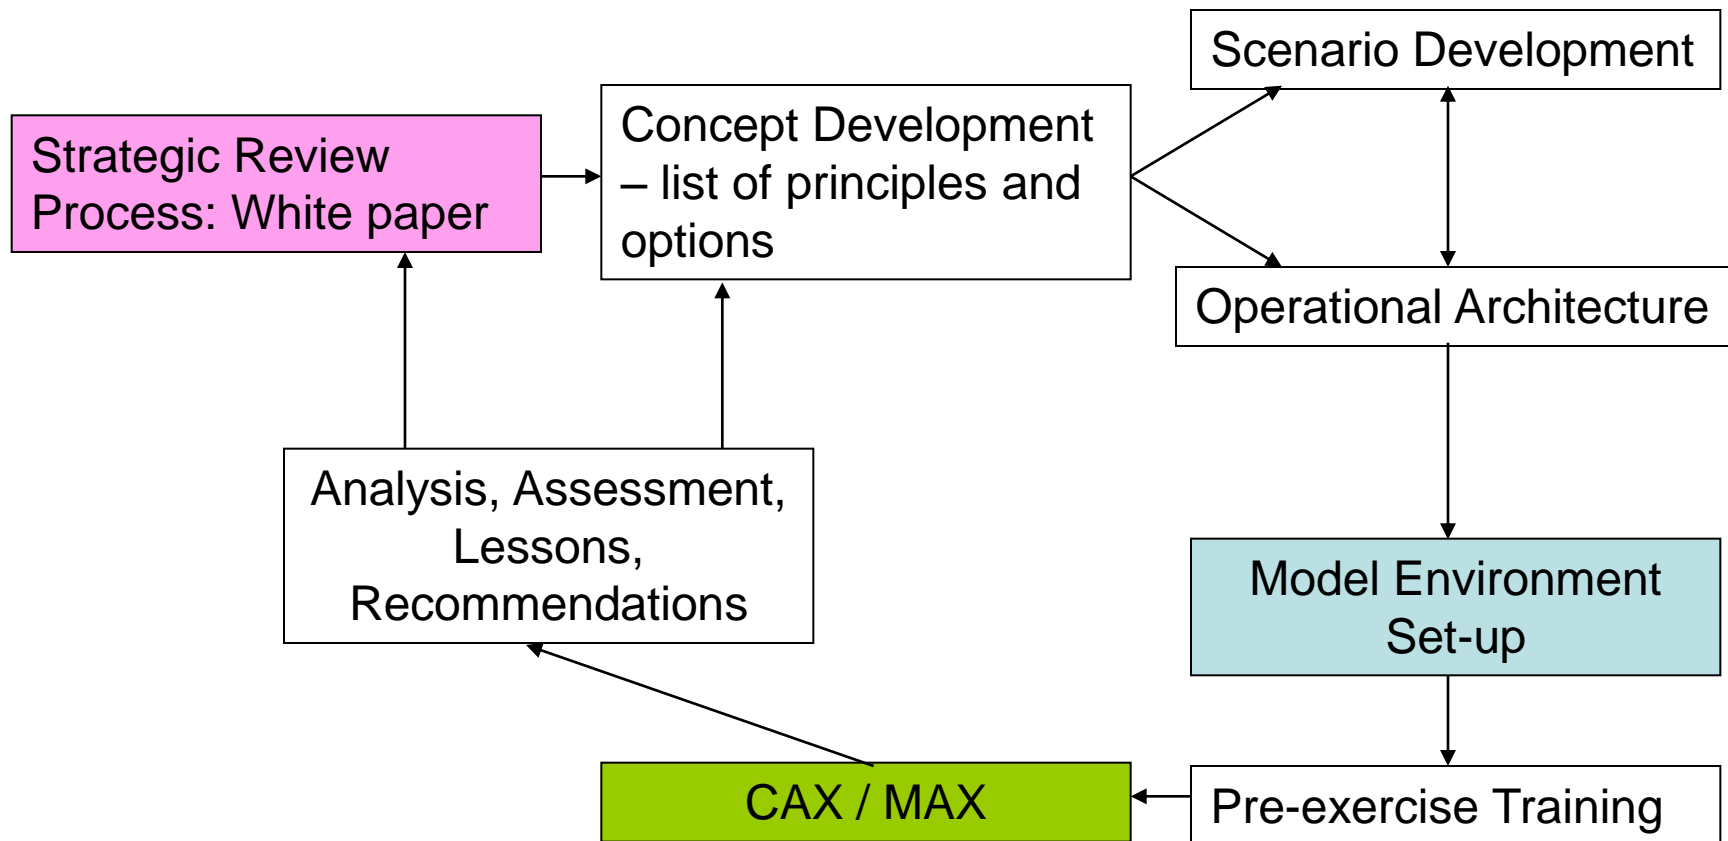 Scenario Development
Strategic Review
Process: White paper
Concept Development
– list of principles and
options
Operational Architecture
Analysis, Assessment,
Lessons,
Recommendations
Model Environment
Set-up
CAX / MAX
Pre-exercise Training